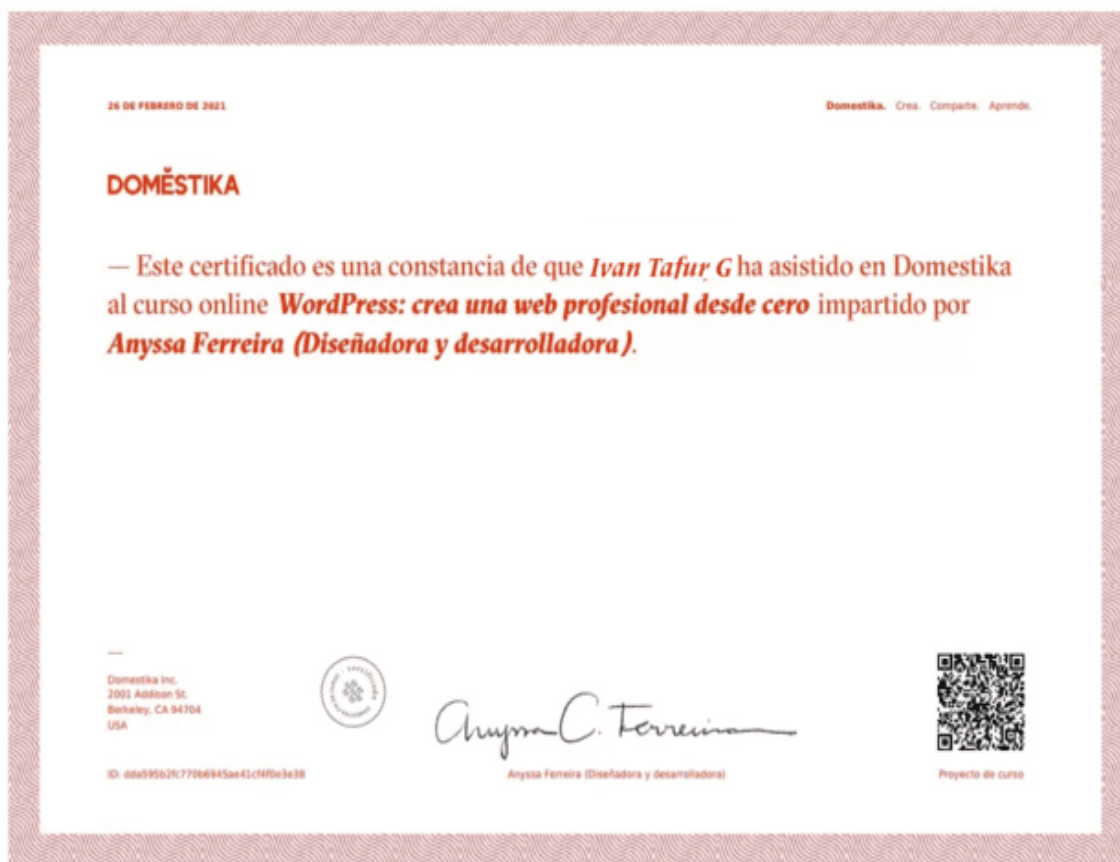 26 DE FEBRERO DE 2021
Domestika. Crea. Comparte. Aprende.
DOMĔSTIKA
— Este certificado es una constancia de que Ivan Tafur G ha asistido en Domestika
al curso online WordPress: crea una web profesional desde cero impartido por
Anyssa Ferreira (Diseñadora y desarrolladora).
Domestika Inc.
2001 Addison St.
Berkeley, CA 94704
USA
Anyssa C. Ferreira
ID: dda595b2fc770b6945ae41cf4f0e3e38
Anyssa Ferreira (Diseñadora y desarrolladora)
Proyecto de curso